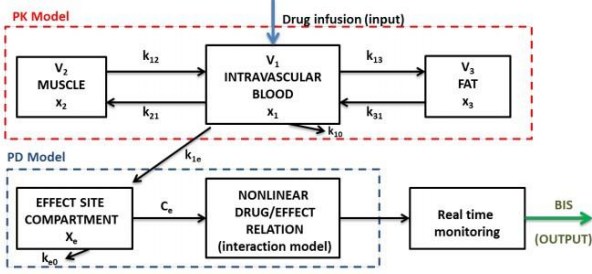 Drug infusion (input)
PK Model
V2
MUSCLE
x2
k12
k21
V1
INTRAVASCULAR
BLOOD
x1
k13
k31
V3
FAT
x3
k10
k1e
PD Model
EFFECT SITE
COMPARTMENT
Xe
ke0
Ce
NONLINEAR
DRUG/EFFECT
RELATION
(interaction model)
Real time
monitoring
BIS
(OUTPUT)